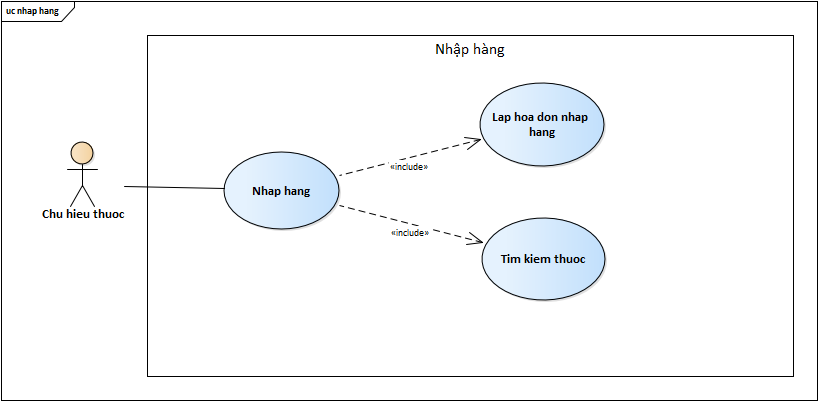 uc nhap hang
Nhập hàng
Lap hoa don nhap
hang
«include»
Nhap hang
Chu hieu thuoc
«include»
Tim kiem thuoc